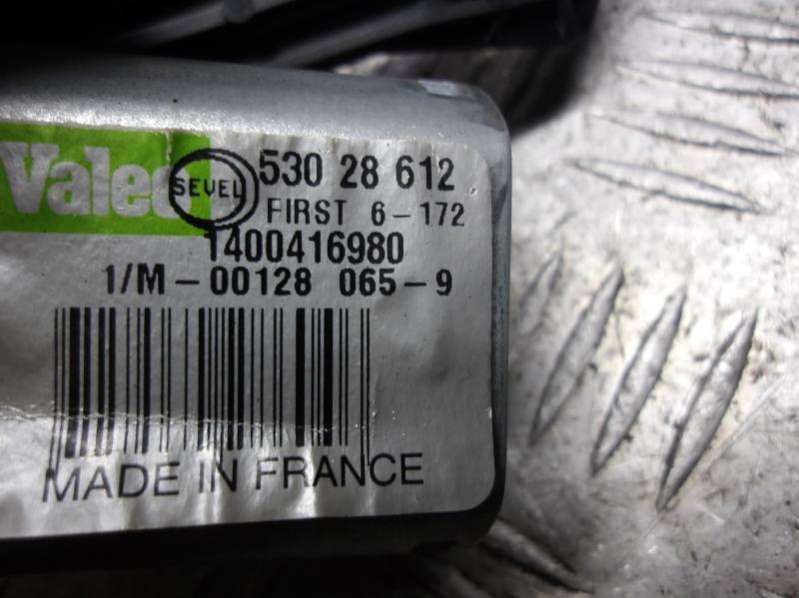 Valeo SEVEL 530 28 612
FIRST 6-172
1400416980
1/M-00128 065-9
MADE IN FRANCE